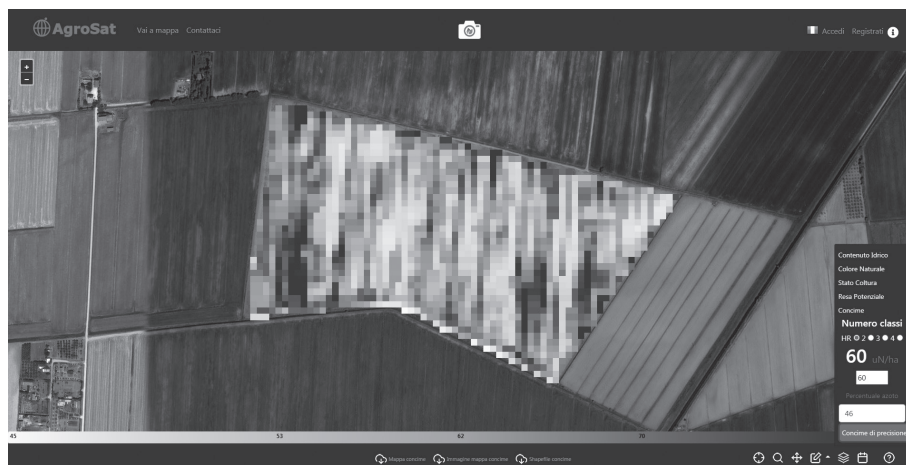 AgroSat Vai a mappa Contattaci Accedi Registrati
+
-
Contenuto Idrico
Colore Naturale
Stato Coltura
Resa Potenziale
Concime
Numero classi
HR 2 3 4
60 uN/ha
60
Percentuale azoto
46
Concime di precisione
45 53 62 70
Mappa concime Immagine mappa concime Shapefile concime